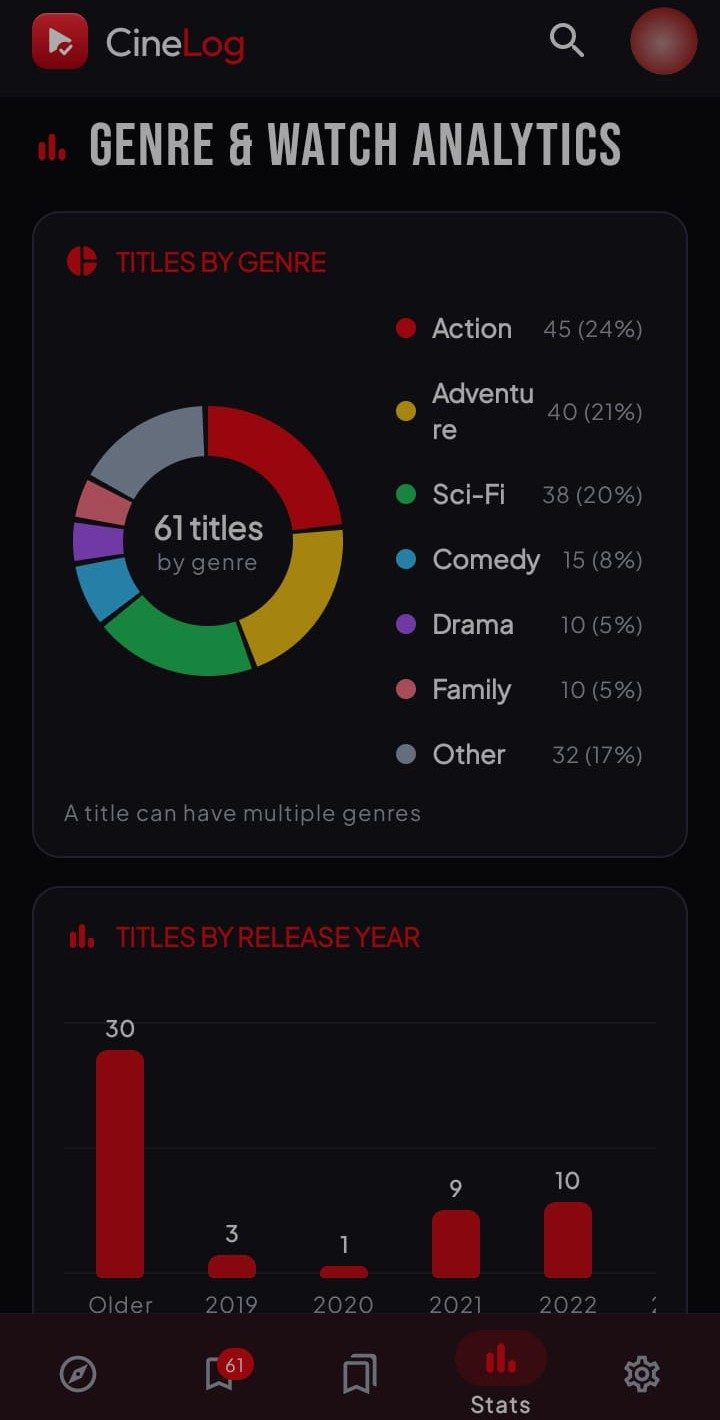 CineLog
GENRE & WATCH ANALYTICS
TITLES BY GENRE
Action 45 (24%)
Adventu
re 40 (21%)
Sci-Fi 38 (20%)
Comedy 15 (8%)
Drama 10 (5%)
Family 10 (5%)
Other 32 (17%)
61 titles
by genre
A title can have multiple genres
TITLES BY RELEASE YEAR
30
3
1
9
10
Older 2019 2020 2021 2022
61
Stats